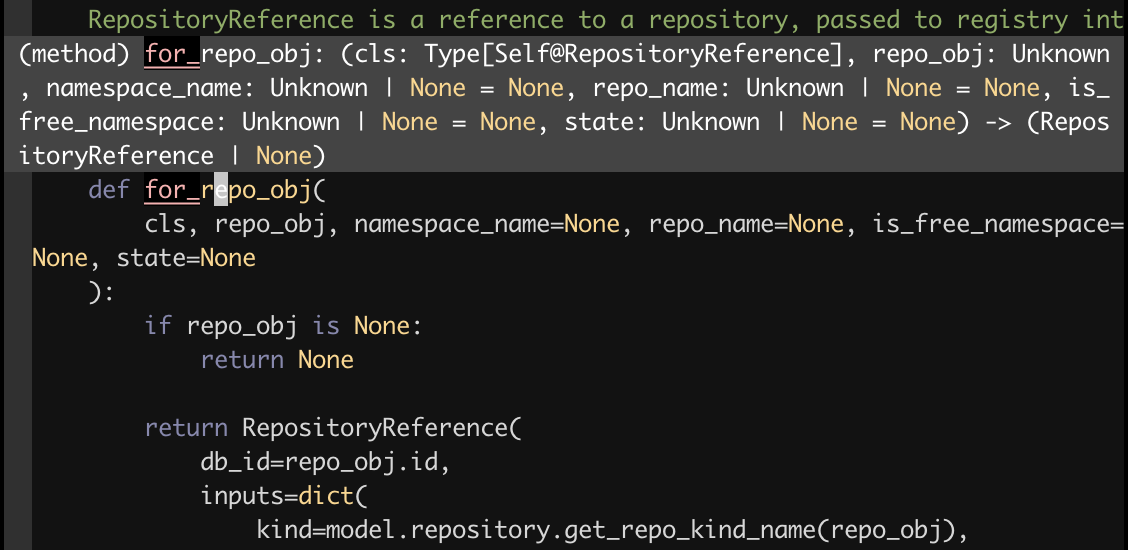 RepositoryReference is a reference to a repository, passed to registry int
(method) for_repo_obj: (cls: Type[Self@RepositoryReference], repo_obj: Unknown
, namespace_name: Unknown | None = None, repo_name: Unknown | None = None, is_
free_namespace: Unknown | None = None, state: Unknown | None = None) -> (Repos
itoryReference | None)
    def for_repo_obj(
        cls, repo_obj, namespace_name=None, repo_name=None, is_free_namespace=
None, state=None
    ):
        if repo_obj is None:
            return None

        return RepositoryReference(
            db_id=repo_obj.id,
            inputs=dict(
                kind=model.repository.get_repo_kind_name(repo_obj),